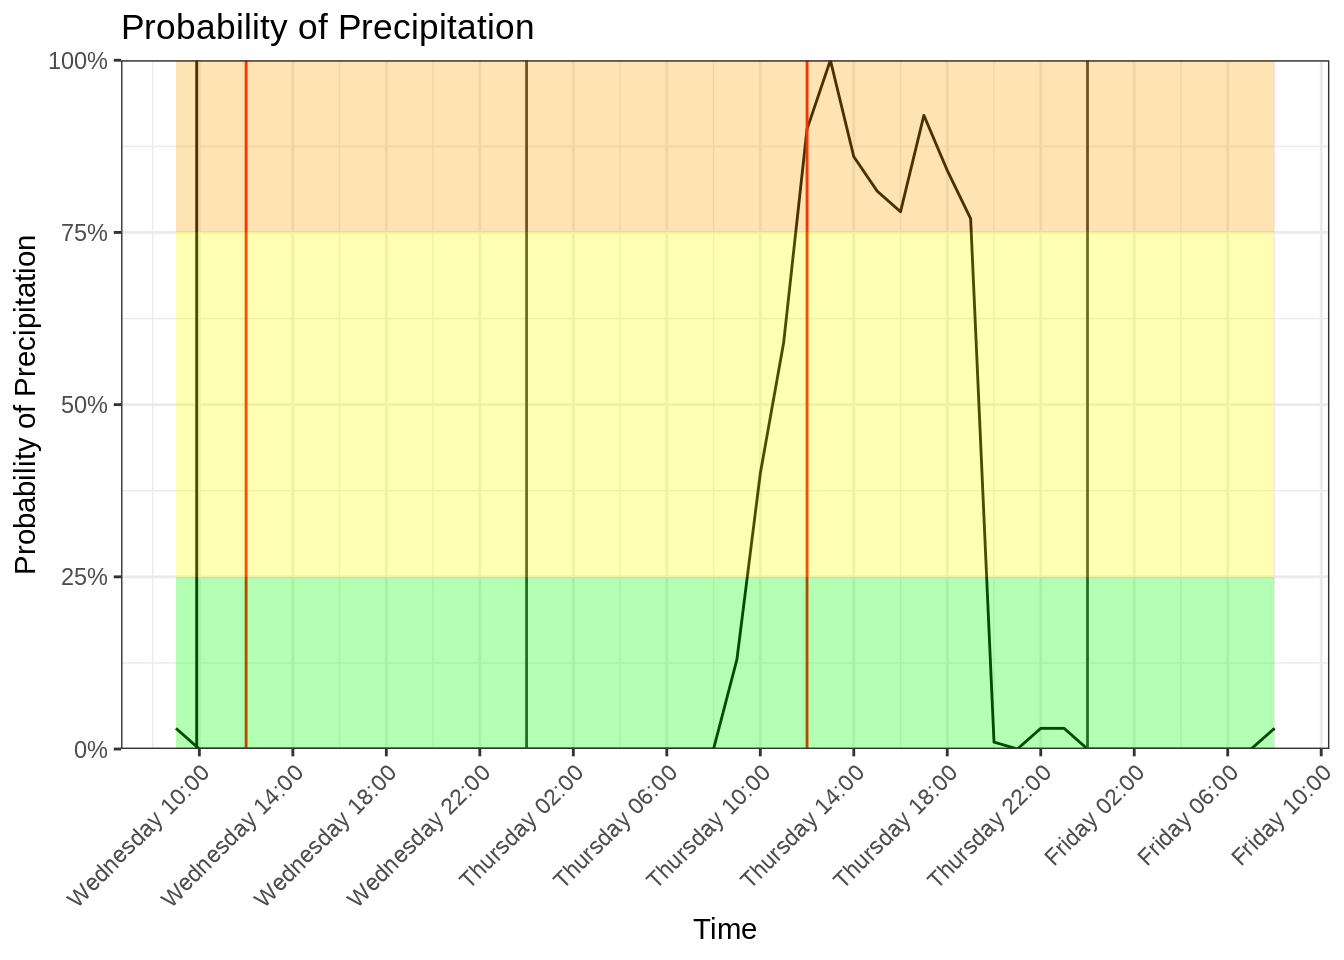 Probability of Precipitation
Probability of Precipitation
100%
75%
50%
25%
0%
Wednesday 10:00
Wednesday 14:00
Wednesday 18:00
Wednesday 22:00
Thursday 02:00
Thursday 06:00
Thursday 10:00
Thursday 14:00
Thursday 18:00
Thursday 22:00
Friday 02:00
Friday 06:00
Friday 10:00
Time